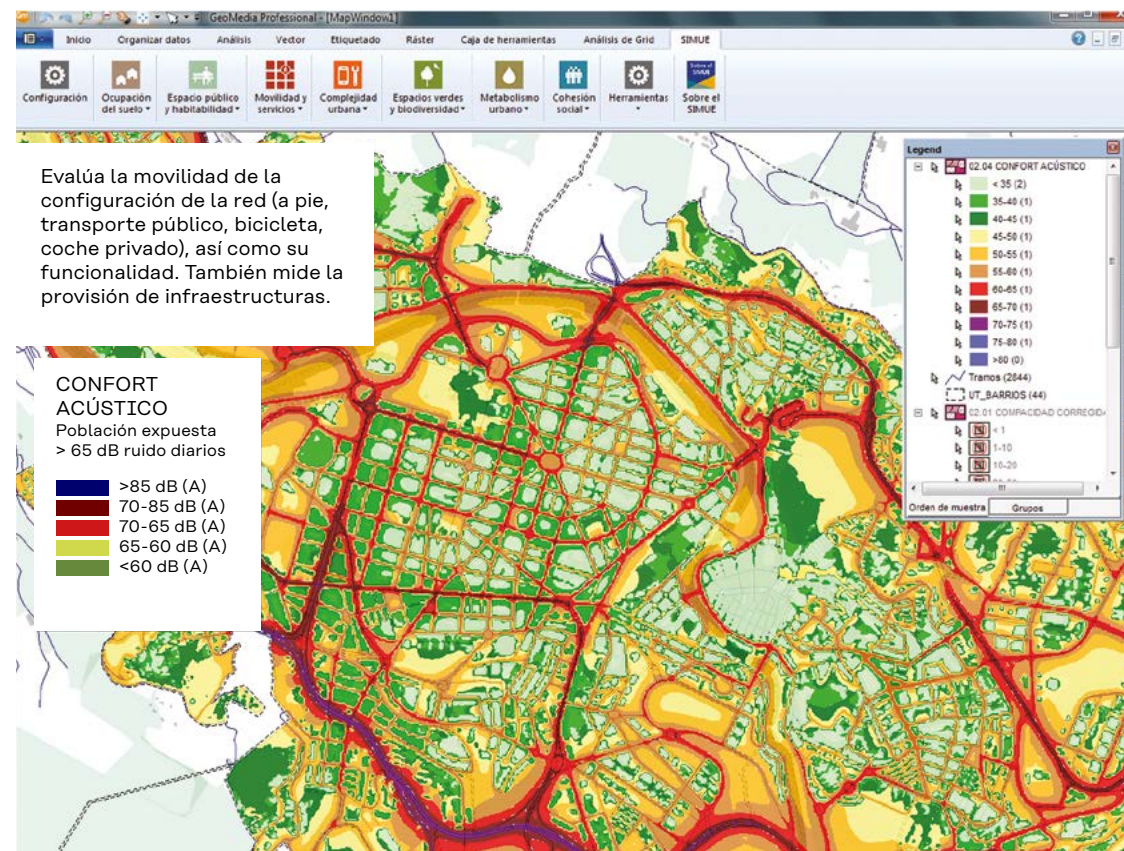 GeoMedia Professional - [MapWindow1]
Inicio Organizar datos Análisis Vector Etiquetado Ráster Caja de herramientas Análisis de Grid SIMUE
Configuración
Ocupación
del suelo
Espacio público
y habitabilidad
Movilidad y
servicios
Complejidad
urbana
Espacios verdes
y biodiversidad
Metabolismo
urbano
Cohesión
social
Herramientas
Sobre el
SIMUE
Sobre el
SIMUE
Evalúa la movilidad de la
configuración de la red (a pie,
transporte público, bicicleta,
coche privado), así como su
funcionalidad. También mide la
provisión de infraestructuras.
CONFORT
ACÚSTICO
Población expuesta
> 65 dB ruido diarios
>85 dB (A)
70-85 dB (A)
70-65 dB (A)
65-60 dB (A)
<60 dB (A)
Legend
02.04 CONFORT ACÚSTICO
< 35 (2)
35-40 (1)
40-45 (1)
45-50 (1)
50-55 (1)
55-60 (1)
60-65 (1)
65-70 (1)
70-75 (1)
75-80 (1)
>80 (0)
Tramos (2844)
UT_BARRIOS (44)
02.01 COMPACIDAD CORREGIDA
< 1
1-10
10-20
Orden de muestra Grupos